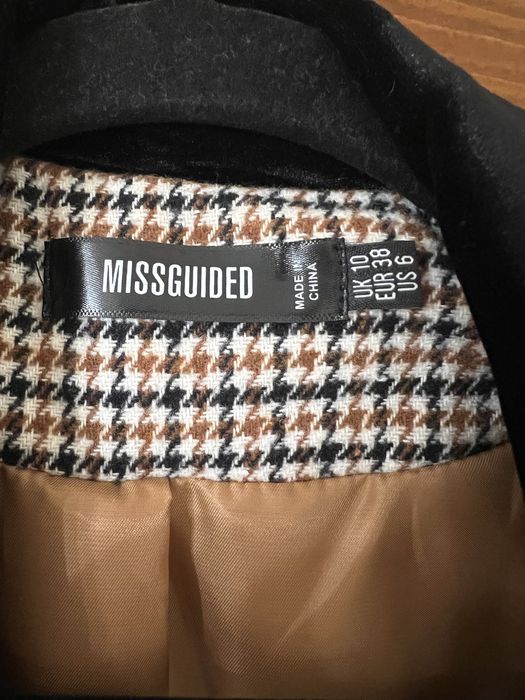 MISSGUIDED
MADE IN
CHINA
UK 10
EUR 38
US 6